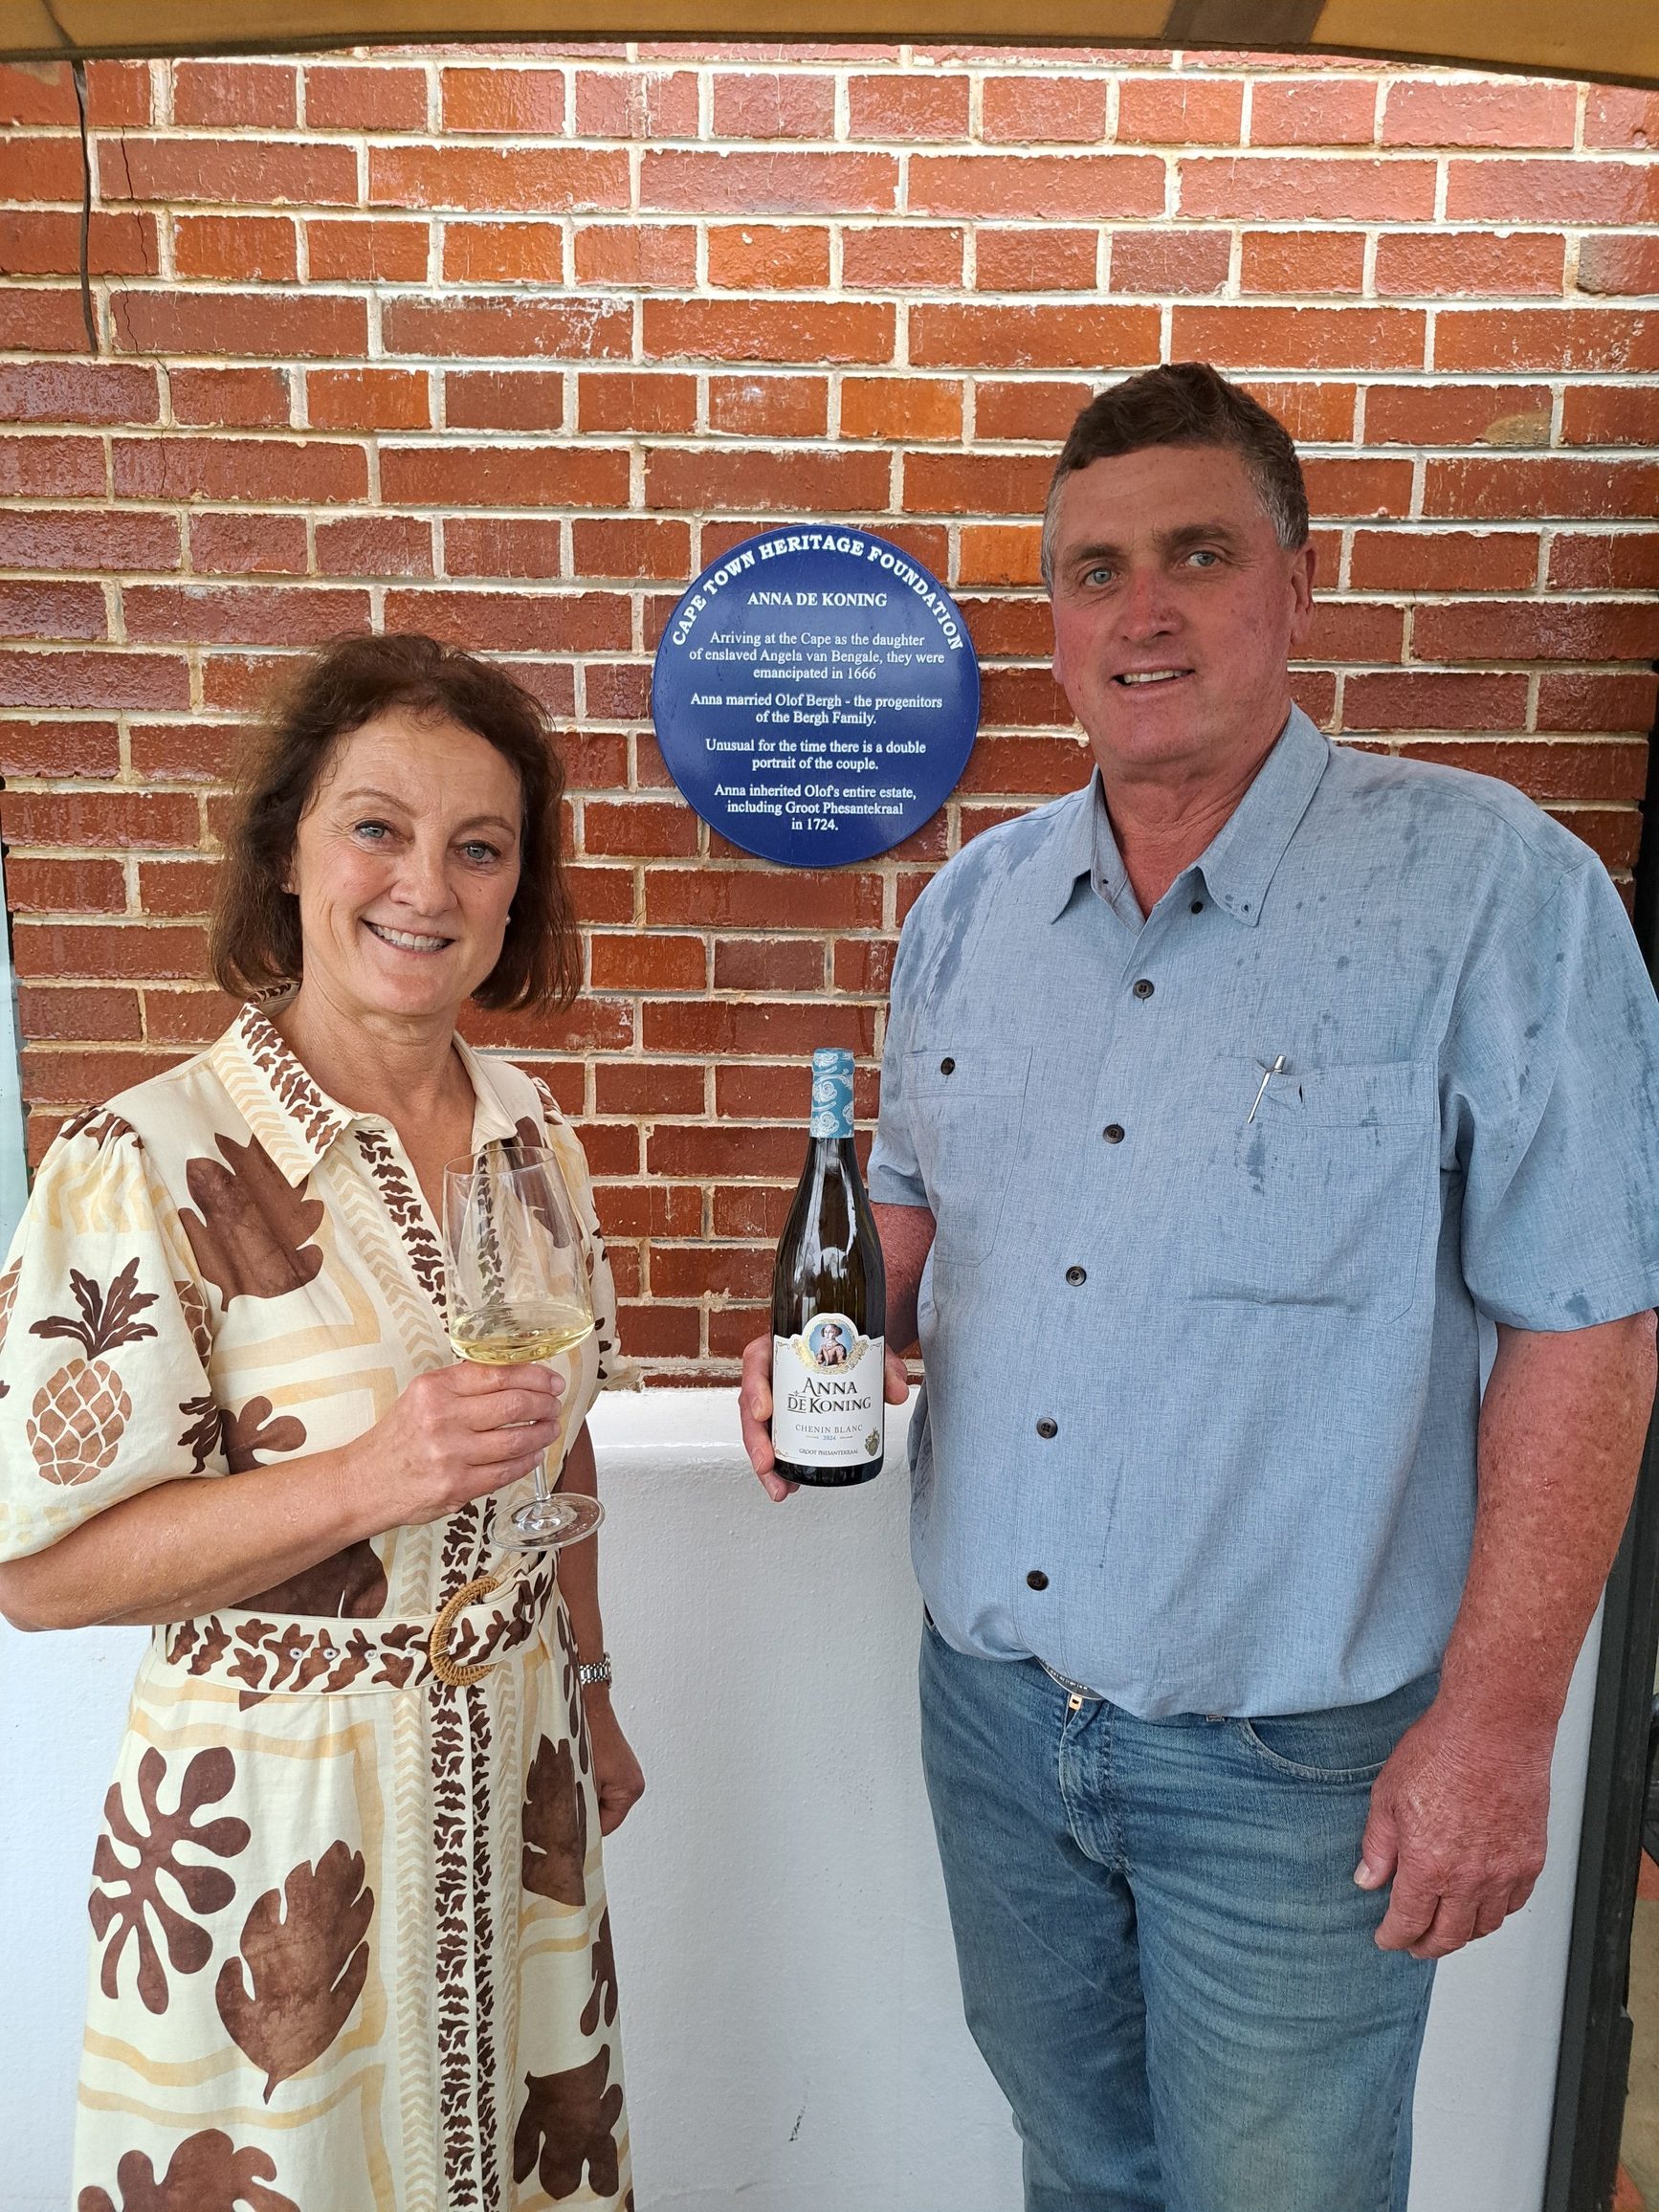 CAPE TOWN HERITAGE FOUNDATION
ANNA DE KONING
Arriving at the Cape as the daughter
of enslaved Angela van Bengale, they were
emancipated in 1666
Anna married Olof Bergh - the progenitors
of the Bergh Family.
Unusual for the time there is a double
portrait of the couple.
Anna inherited Olof's entire estate,
including Groot Phesantekraal
in 1724.
ANNA
DE KONING
CHENIN BLANC
2024
GROOT PHESANTEKRAAL